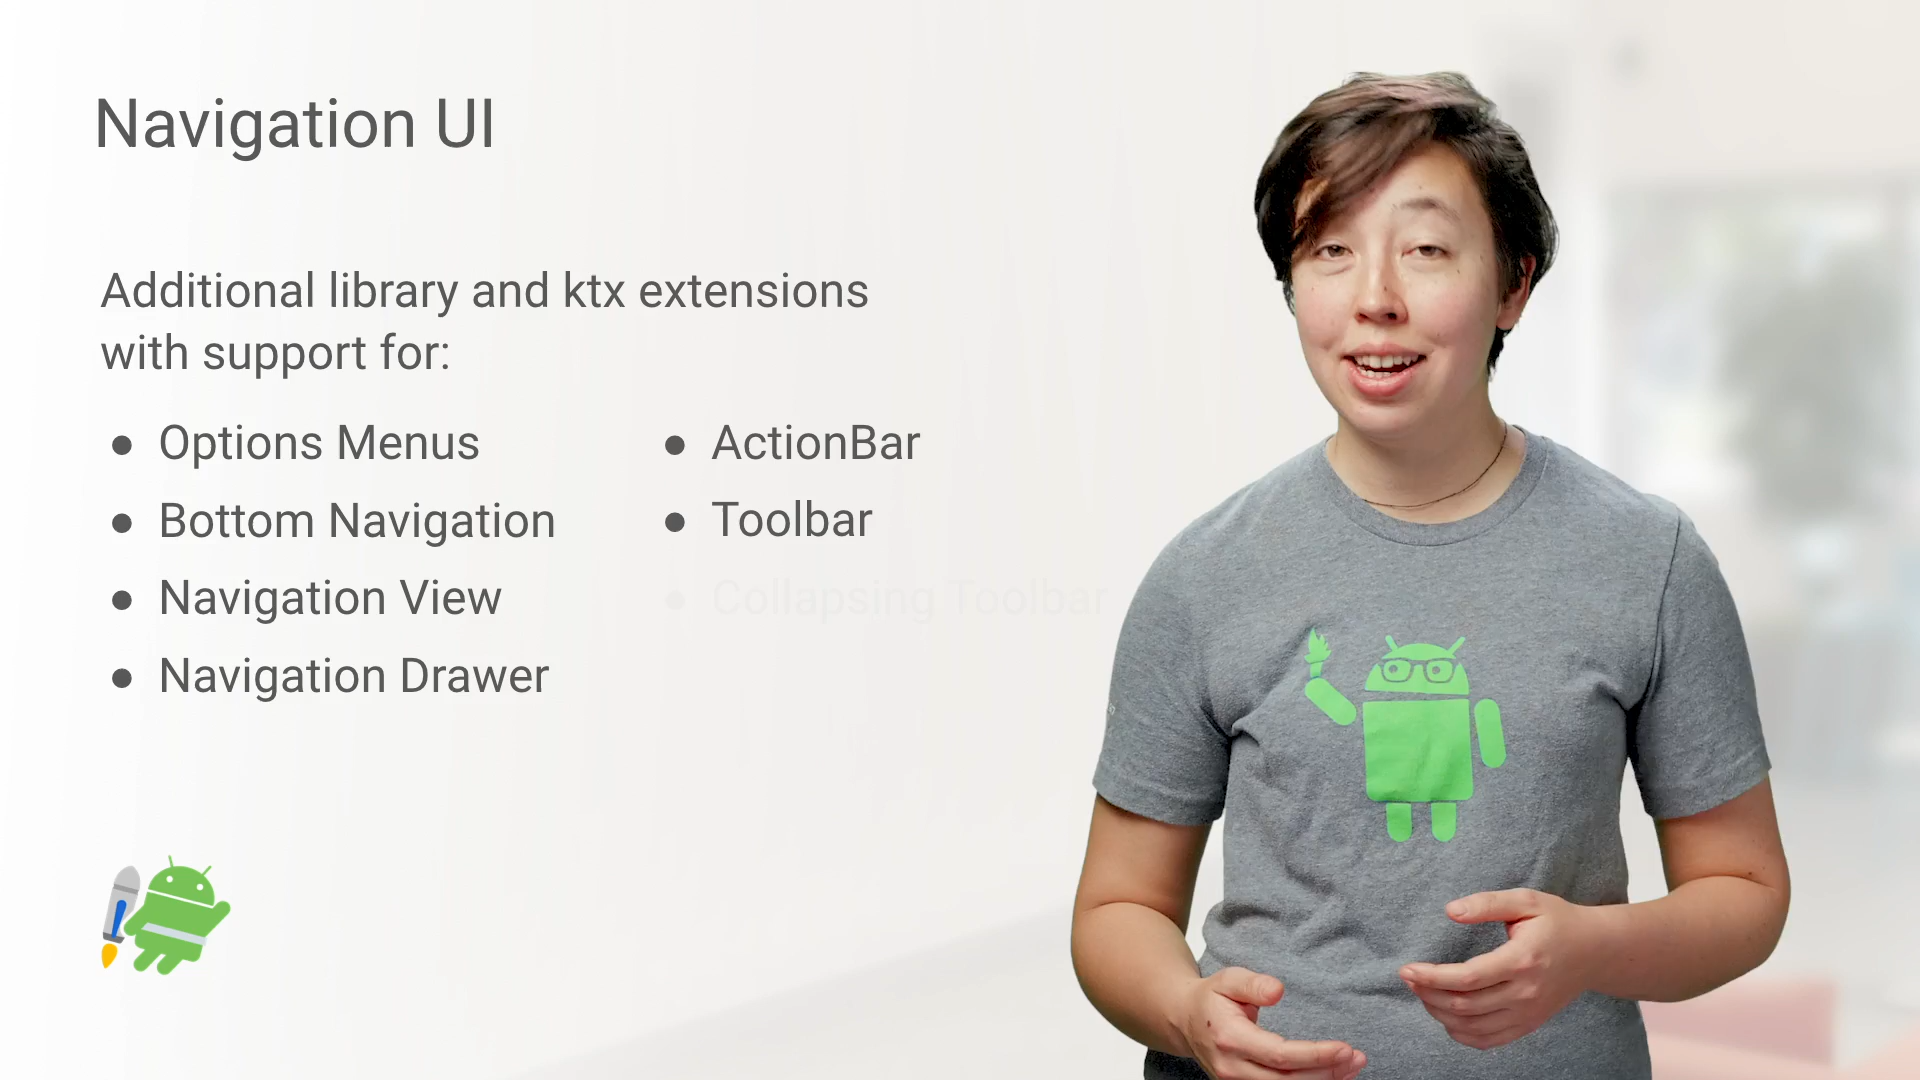 Navigation UI
Additional library and ktx extensions
with support for:
● Options Menus
● Bottom Navigation
● Navigation View
● Navigation Drawer
● ActionBar
● Toolbar
● Collapsing Toolbar